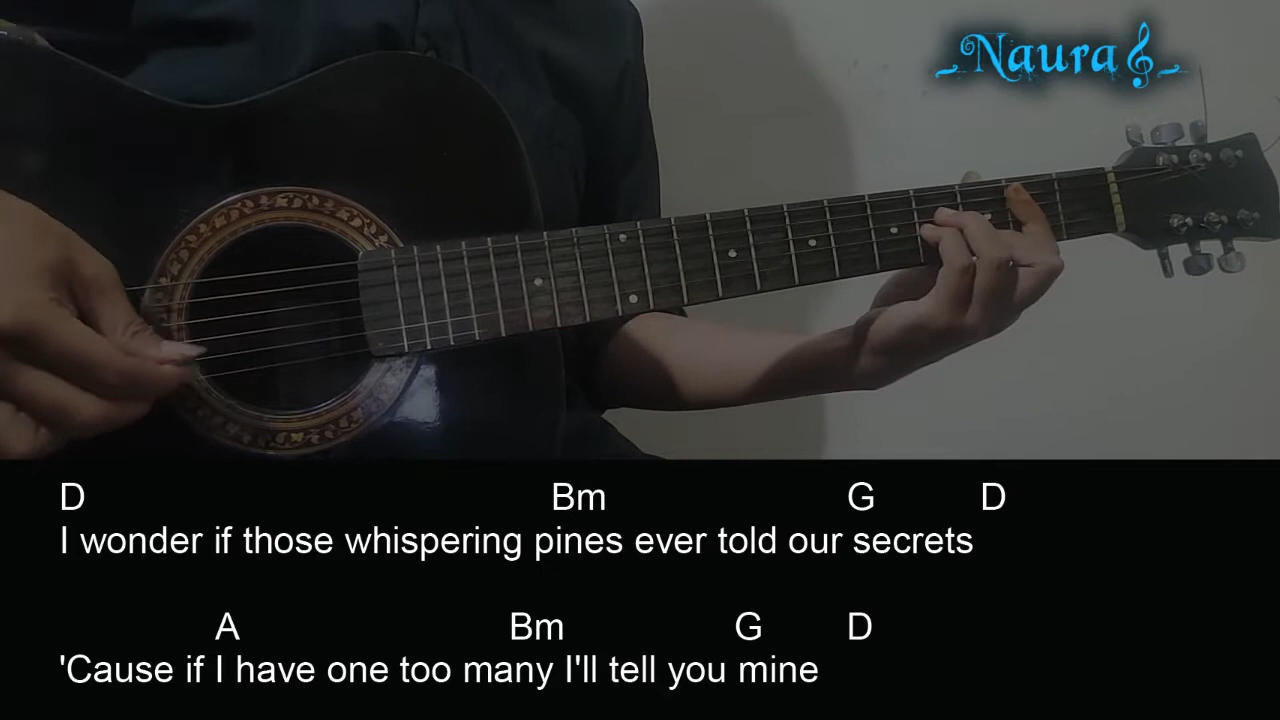 Naura
D Bm G D
I wonder if those whispering pines ever told our secrets
A Bm G D
'Cause if I have one too many I'll tell you mine